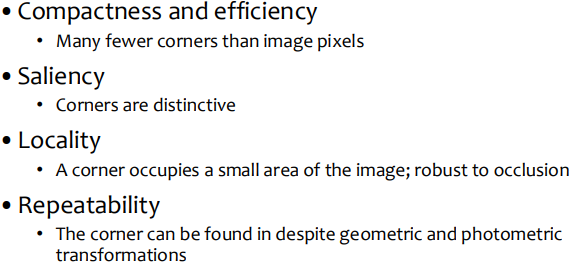 • Compactness and efficiency
• Many fewer corners than image pixels
• Saliency
• Corners are distinctive
• Locality
• A corner occupies a small area of the image; robust to occlusion
• Repeatability
• The corner can be found in despite geometric and photometric
transformations